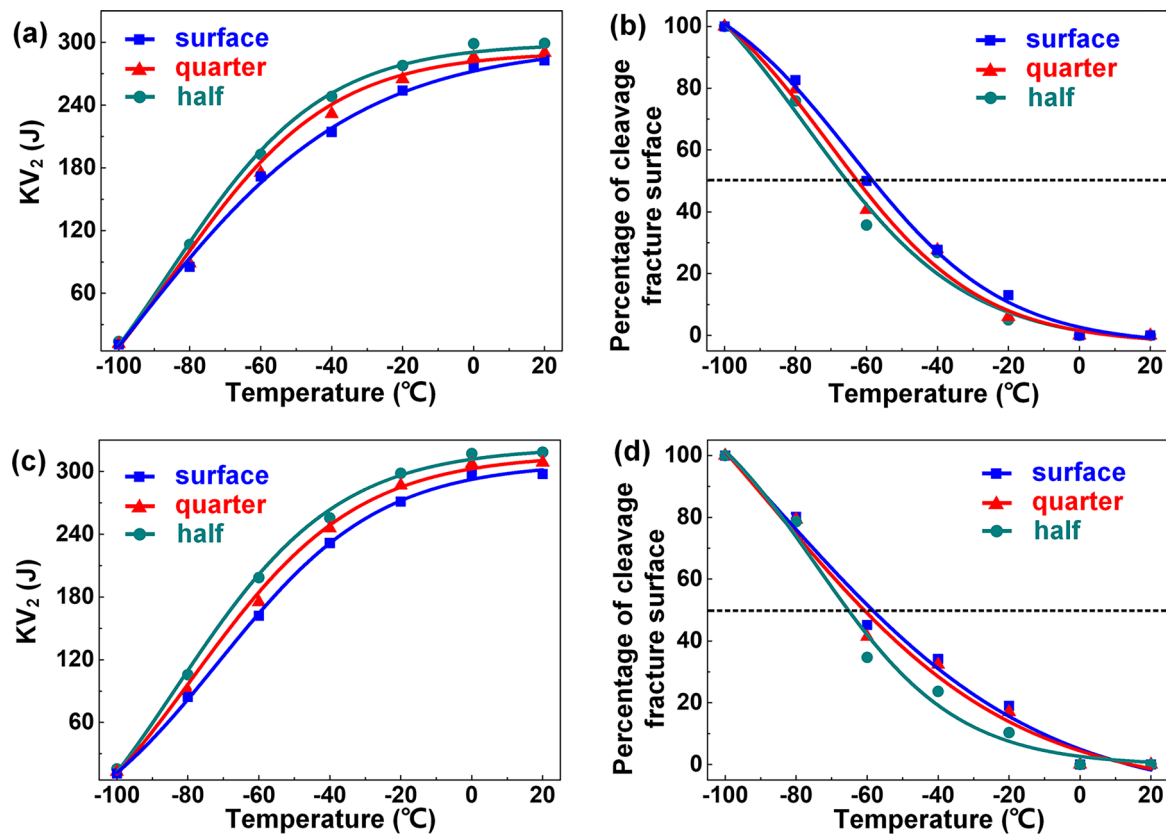 (a)
surface
quarter
half
KV₂ (J)
300
240
180
120
60
-100 -80 -60 -40 -20 0 20
Temperature (℃)
(b)
surface
quarter
half
Percentage of cleavage
fracture surface
100
80
60
40
20
0
-100 -80 -60 -40 -20 0 20
Temperature (℃)
(c)
surface
quarter
half
KV₂ (J)
300
240
180
120
60
-100 -80 -60 -40 -20 0 20
Temperature (℃)
(d)
surface
quarter
half
Percentage of cleavage
fracture surface
100
80
60
40
20
0
-100 -80 -60 -40 -20 0 20
Temperature (℃)